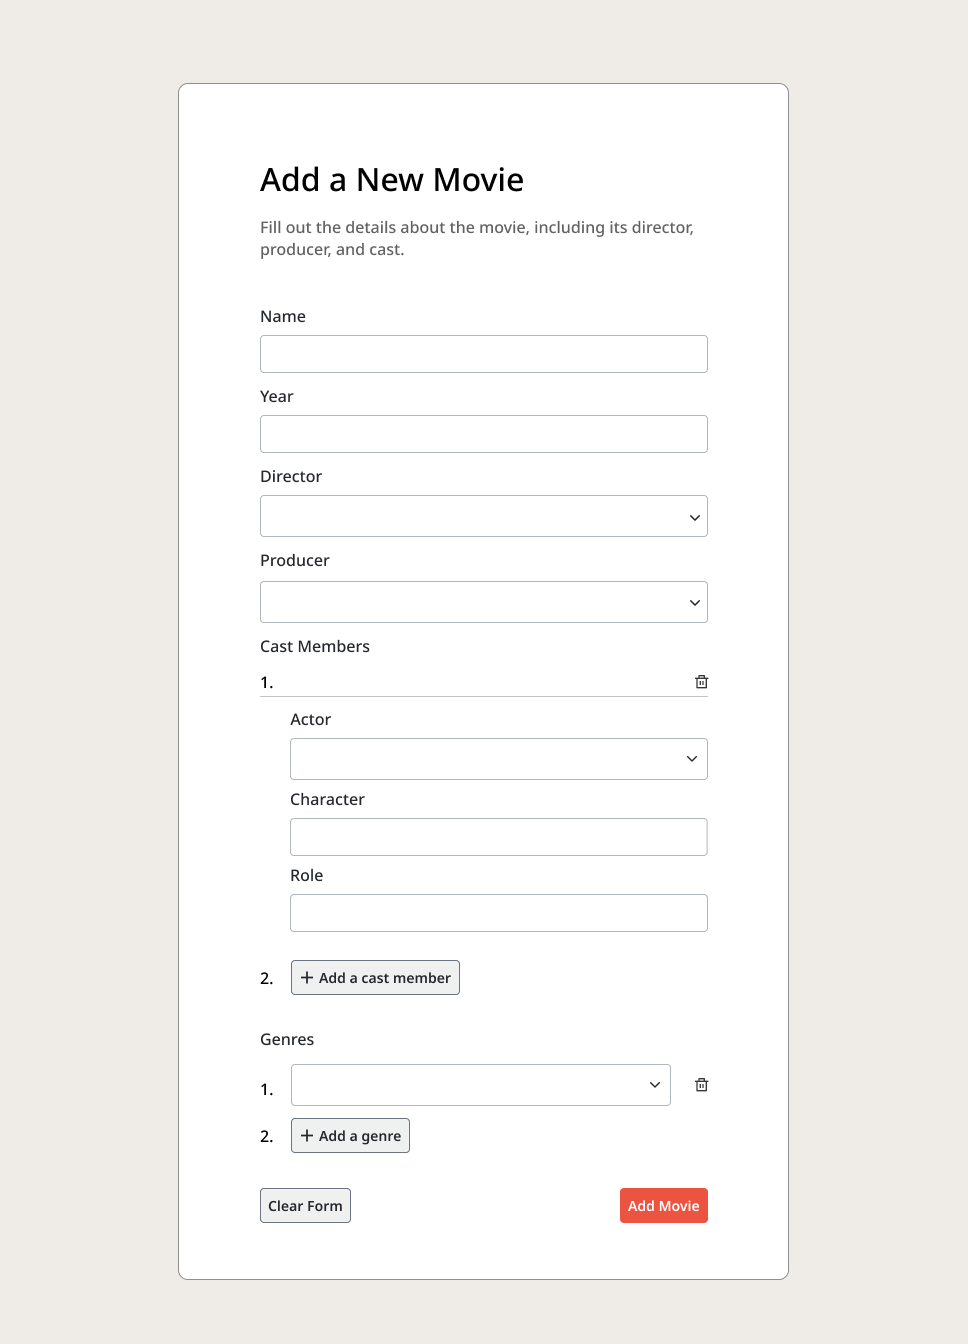 Add a New Movie
Fill out the details about the movie, including its director,
producer, and cast.
Name
Year
Director
Producer
Cast Members
1.
Actor
Character
Role
2. Add a cast member
Genres
1.
2. Add a genre
Clear Form
Add Movie